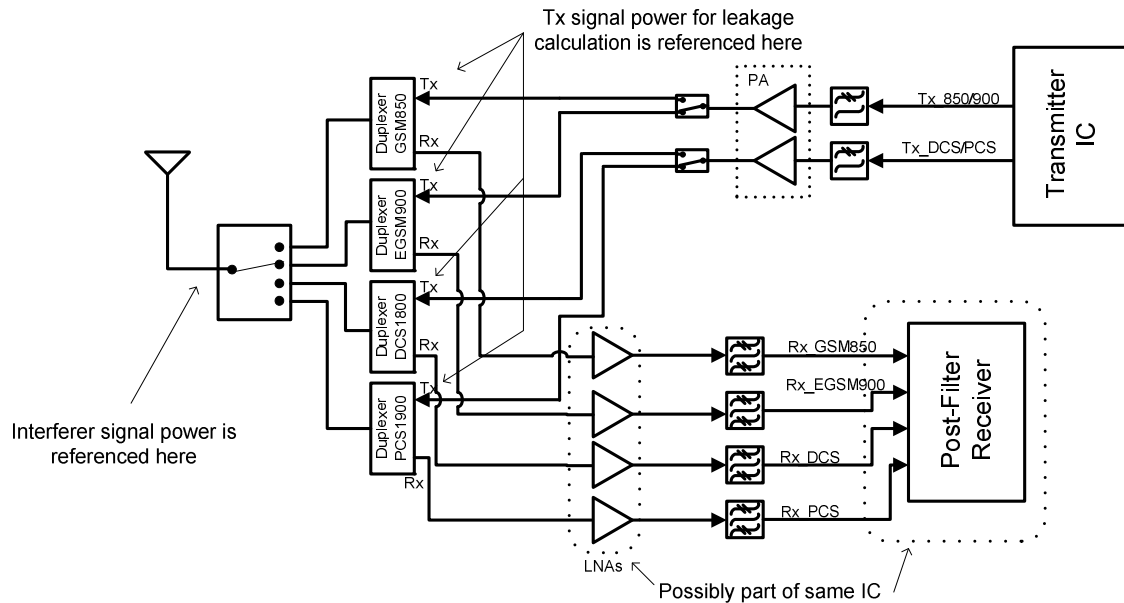 Tx signal power for leakage
calculation is referenced here
Tx
Duplexer
GSM850
Rx
Tx
Duplexer
EGSM900
Rx
Tx
Duplexer
DCS1800
Rx
Tx
Duplexer
PCS1900
Rx
PA
Tx_850/900
Tx_DCS/PCS
Transmitter
IC
Interferer signal power is
referenced here
LNAs
Rx_GSM850
Rx_EGSM900
Rx_DCS
Rx_PCS
Post-Filter
Receiver
Possibly part of same IC